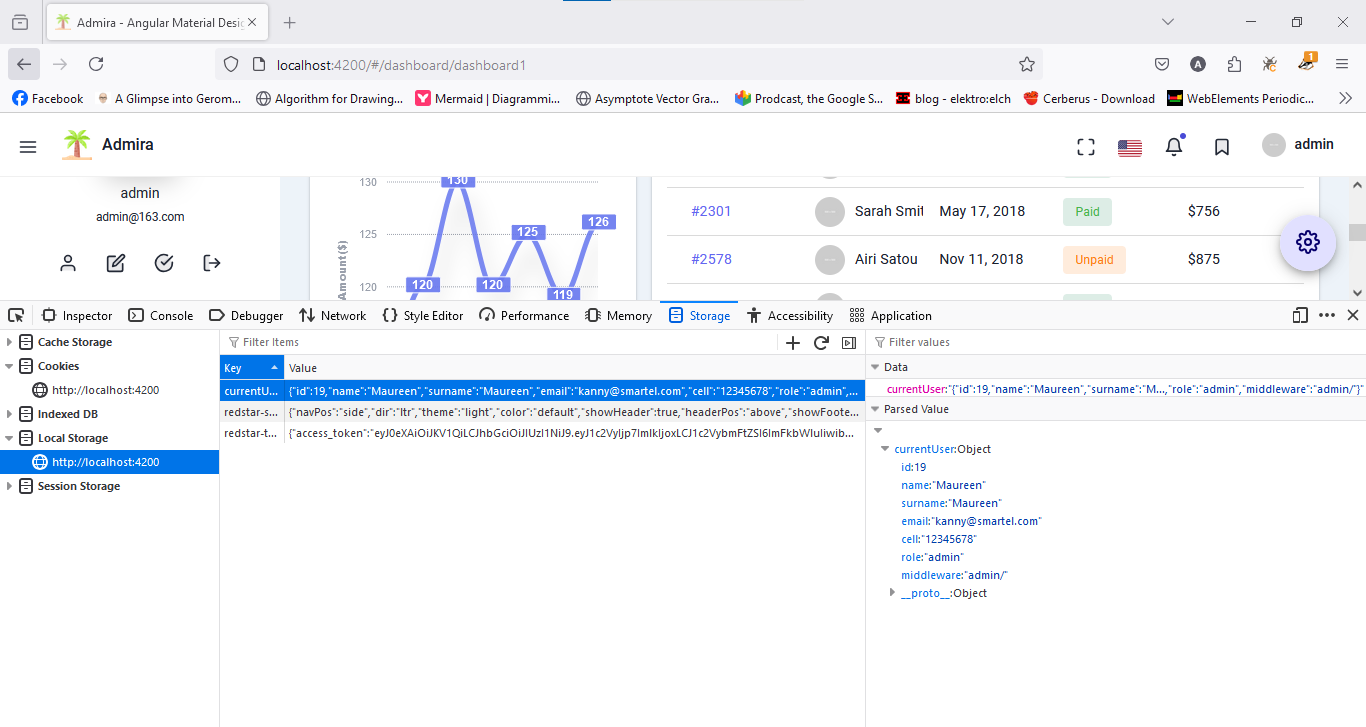 Admira - Angular Material Desig
localhost:4200/#/dashboard/dashboard1
A
1
Facebook
A Glimpse into Gerom...
Algorithm for Drawing...
Mermaid | Diagrammi...
Asymptote Vector Gra...
Prodcast, the Google S...
blog - elektro:elch
Cerberus - Download
WebElements Periodic...
Admira
admin
admin
admin@163.com
Amount($)
130
125
120
130
120
120
125
119
126
#2301 Sarah Smit May 17, 2018 Paid $756
#2578 Airi Satou Nov 11, 2018 Unpaid $875
Inspector Console Debugger Network Style Editor Performance Memory Storage Accessibility Application
Cache Storage
Cookies
http://localhost:4200
Indexed DB
Local Storage
http://localhost:4200
Session Storage
Filter Items
Key Value
currentU... {"id":19,"name":"Maureen","surname":"Maureen","email":"kanny@smartel.com","cell":"12345678","role":"admin",...
redstar-s... {"navPos":"side","dir":"ltr","theme":"light","color":"default","showHeader":true,"headerPos":"above","showFoote...
redstar-t... {"access_token":
Filter values
Data
currentUser:"{"id":19,"name":"Maureen","surname":"M...,"role":"admin","middleware":"admin/"}"
Parsed Value
currentUser:Object
id:19
name:"Maureen"
surname:"Maureen"
email:"kanny@smartel.com"
cell:"12345678"
role:"admin"
middleware:"admin/"
__proto__:Object